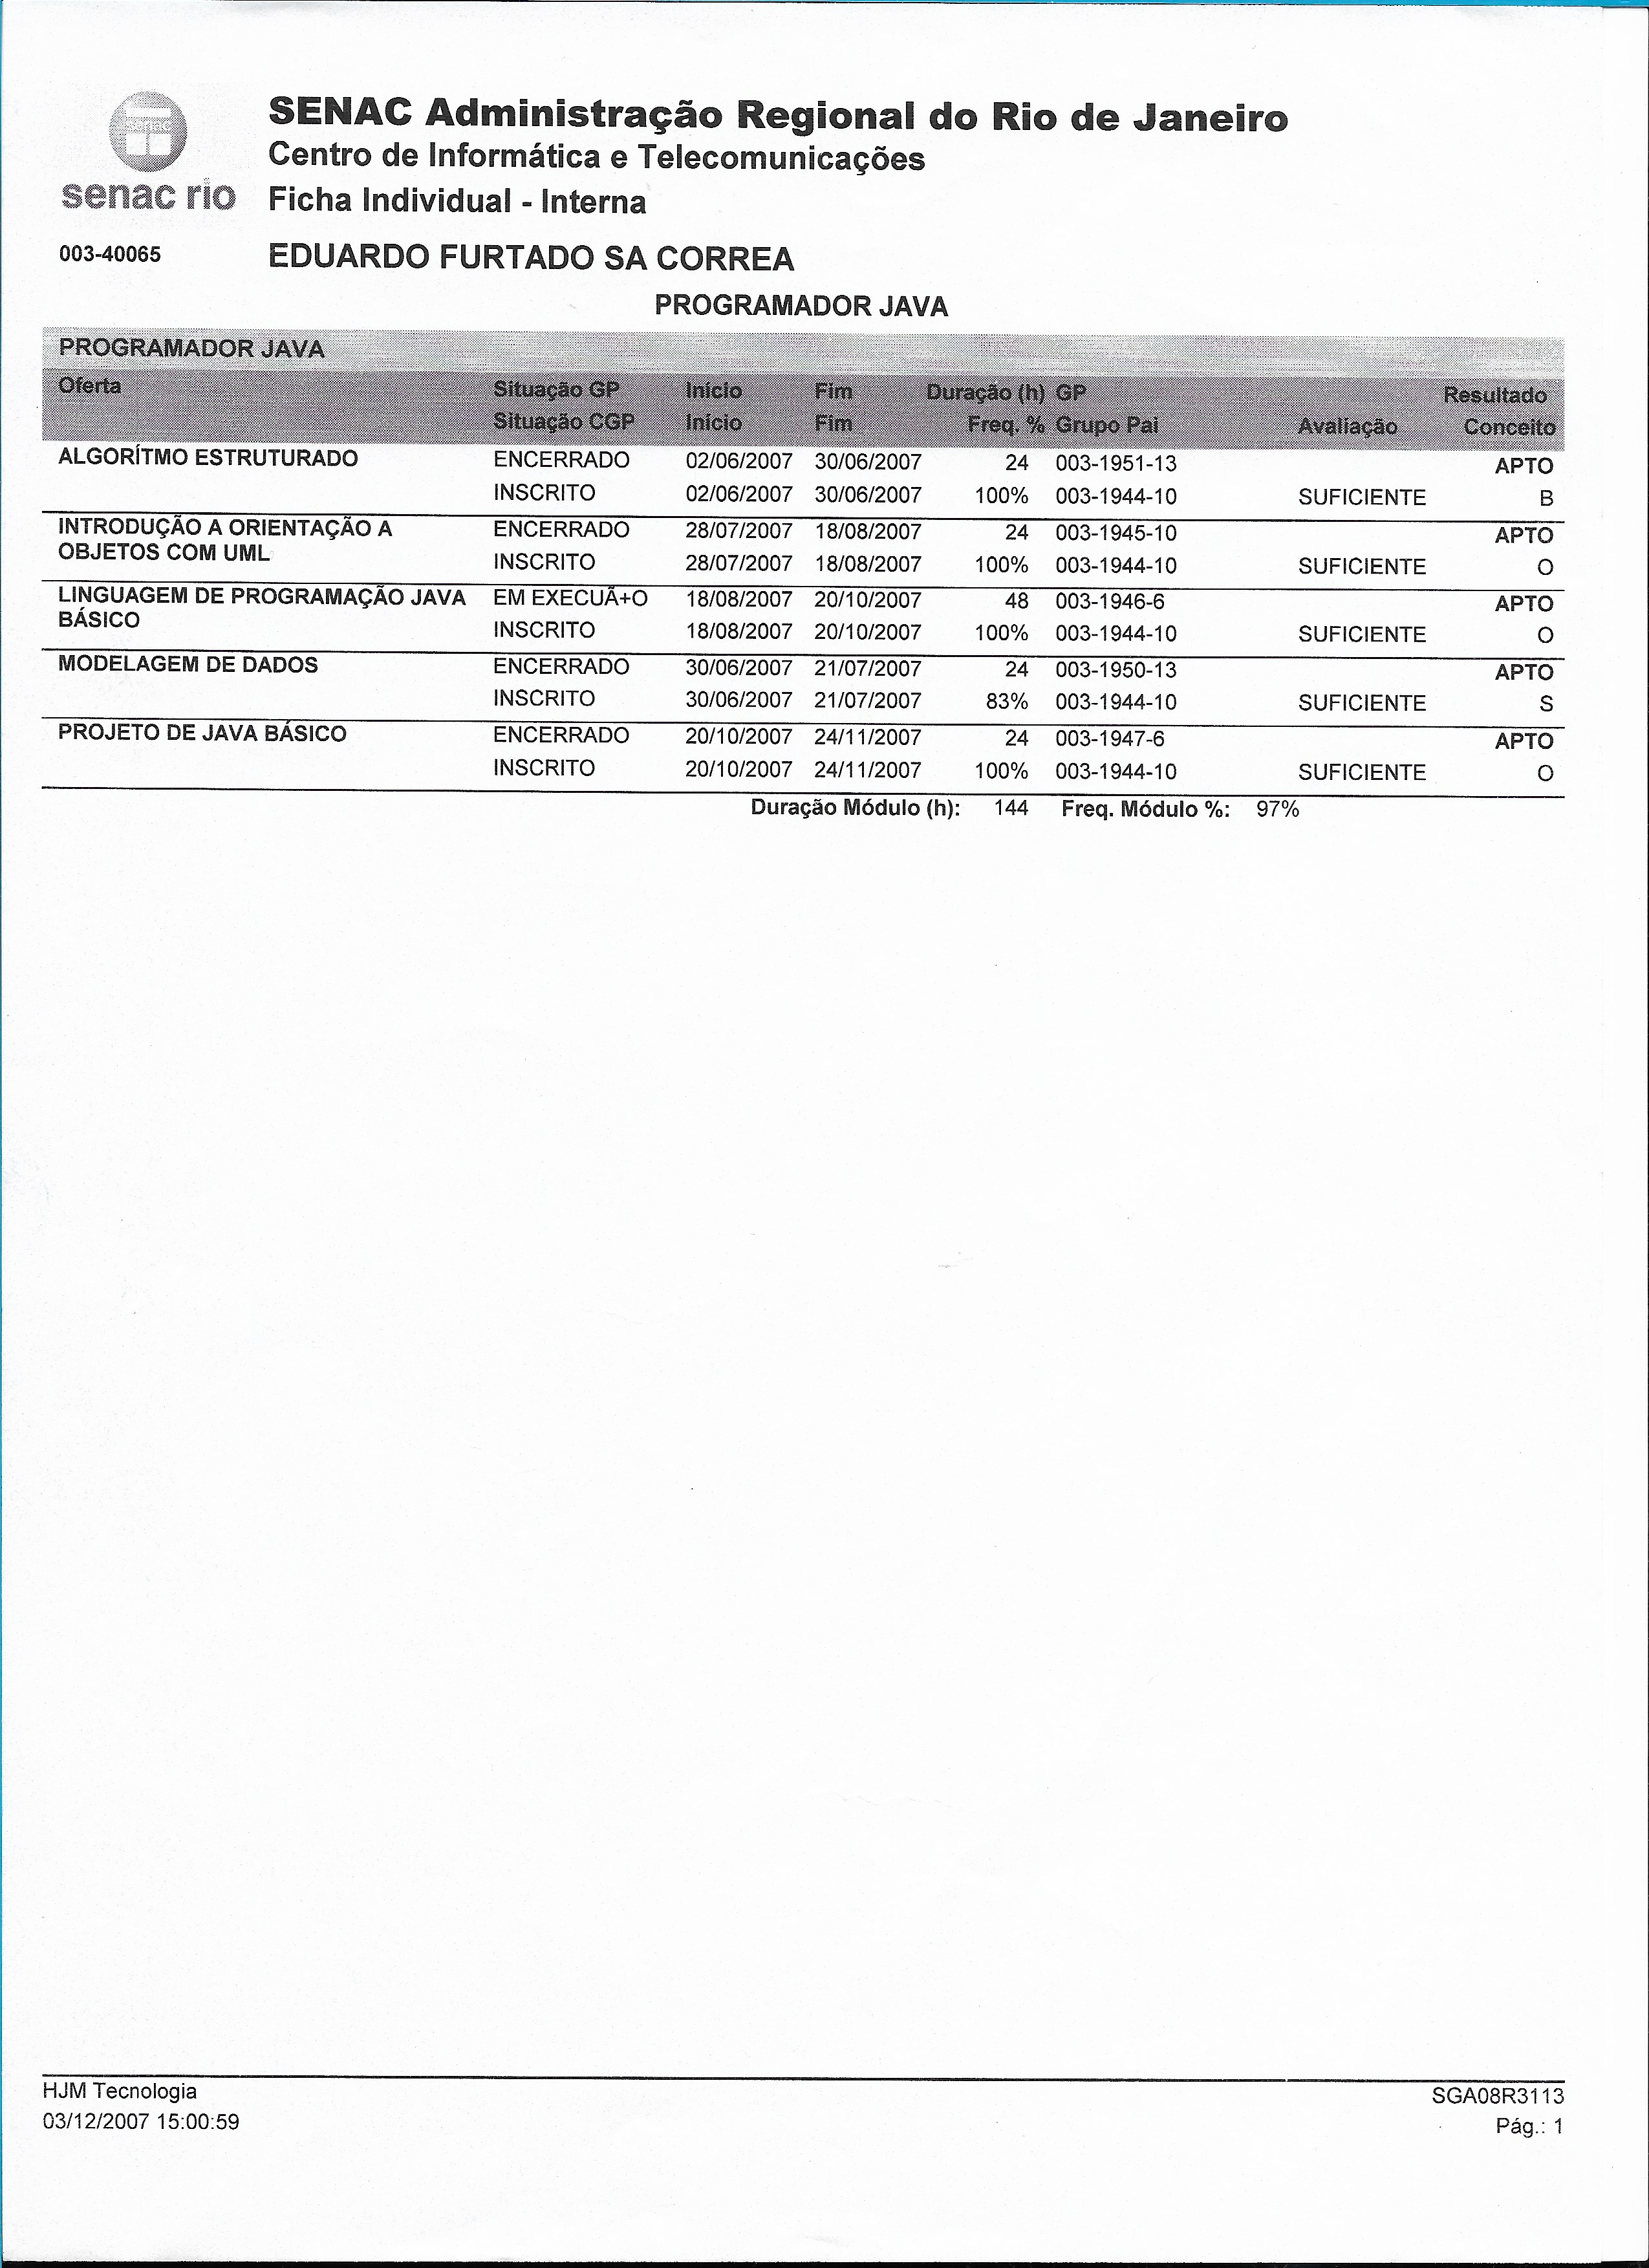 senac
senac rio
SENAC Administração Regional do Rio de Janeiro
Centro de Informática e Telecomunicações
Ficha Individual - Interna
003-40065 EDUARDO FURTADO SA CORREA
PROGRAMADOR JAVA
PROGRAMADOR JAVA
Oferta Situação GP Início Fim Duração (h) GP Resultado
Situação CGP Início Fim Freq. % Grupo Pai Avaliação Conceito
ALGORÍTMO ESTRUTURADO ENCERRADO 02/06/2007 30/06/2007 24 003-1951-13 APTO
INSCRITO 02/06/2007 30/06/2007 100% 003-1944-10 SUFICIENTE B
INTRODUÇÃO A ORIENTAÇÃO A ENCERRADO 28/07/2007 18/08/2007 24 003-1945-10 APTO
OBJETOS COM UML INSCRITO 28/07/2007 18/08/2007 100% 003-1944-10 SUFICIENTE O
LINGUAGEM DE PROGRAMAÇÃO JAVA EM EXECUÃ+O 18/08/2007 20/10/2007 48 003-1946-6 APTO
BÁSICO INSCRITO 18/08/2007 20/10/2007 100% 003-1944-10 SUFICIENTE O
MODELAGEM DE DADOS ENCERRADO 30/06/2007 21/07/2007 24 003-1950-13 APTO
INSCRITO 30/06/2007 21/07/2007 83% 003-1944-10 SUFICIENTE S
PROJETO DE JAVA BÁSICO ENCERRADO 20/10/2007 24/11/2007 24 003-1947-6 APTO
INSCRITO 20/10/2007 24/11/2007 100% 003-1944-10 SUFICIENTE O
Duração Módulo (h): 144 Freq. Módulo %: 97%
HJM Tecnologia SGA08R3113
03/12/2007 15:00:59 Pág.: 1